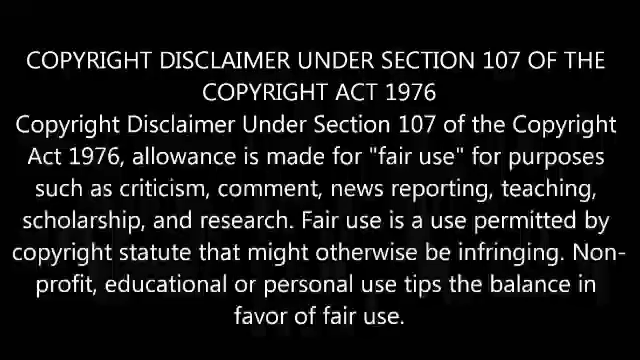 COPYRIGHT DISCLAIMER UNDER SECTION 107 OF THE
COPYRIGHT ACT 1976
Copyright Disclaimer Under Section 107 of the Copyright
Act 1976, allowance is made for "fair use" for purposes
such as criticism, comment, news reporting, teaching,
scholarship, and research. Fair use is a use permitted by
copyright statute that might otherwise be infringing. Non-
profit, educational or personal use tips the balance in
favor of fair use.